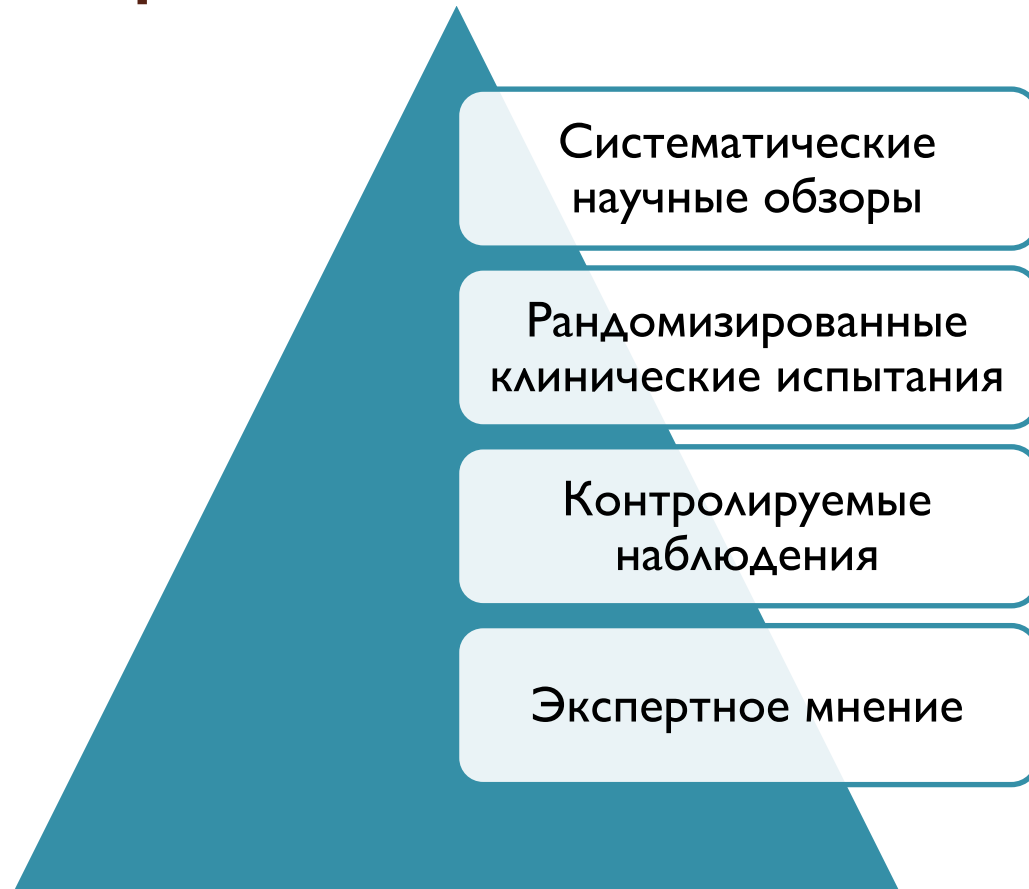 Систематические
научные обзоры
Рандомизированные
клинические испытания
Контролируемые
наблюдения
Экспертное мнение